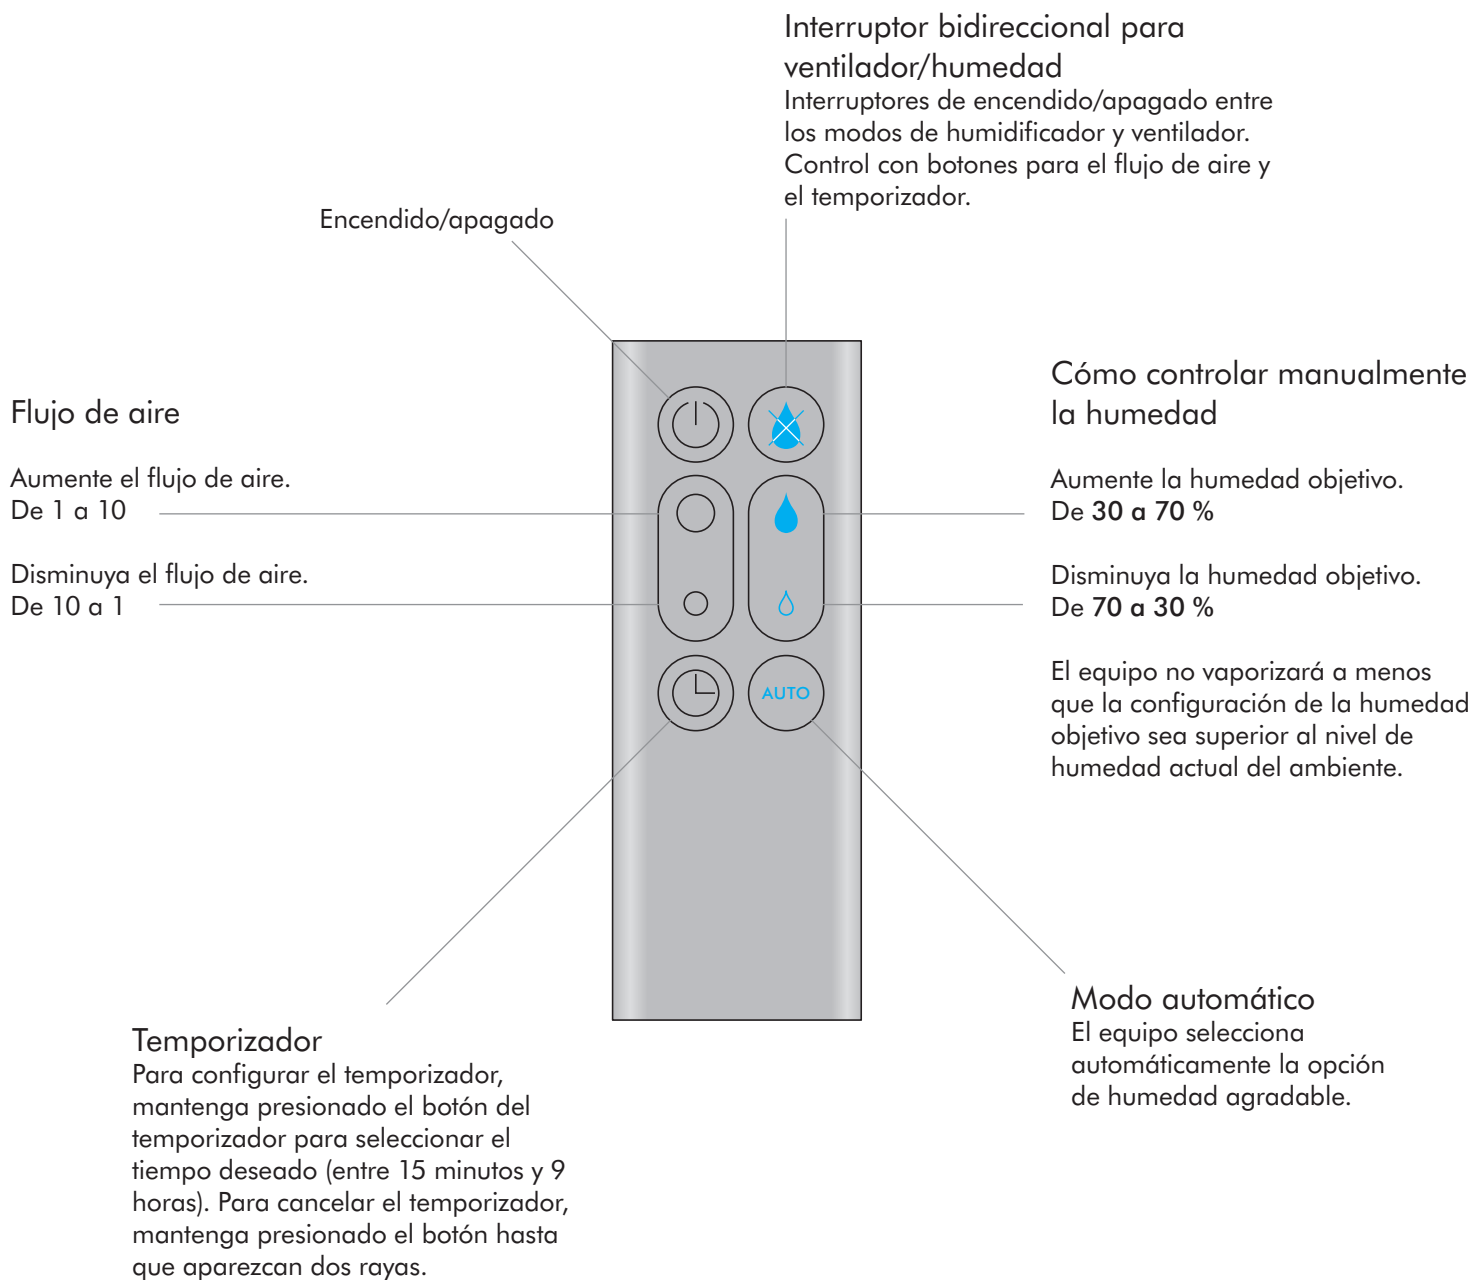 Interruptor bidireccional para
ventilador/humedad
Interruptores de encendido/apagado entre
los modos de humidificador y ventilador.
Control con botones para el flujo de aire y
el temporizador.
Encendido/apagado
Flujo de aire
Aumente el flujo de aire.
De 1 a 10
Disminuya el flujo de aire.
De 10 a 1
Cómo controlar manualmente
la humedad
Aumente la humedad objetivo.
De 30 a 70 %
Disminuya la humedad objetivo.
De 70 a 30 %
El equipo no vaporizará a menos
que la configuración de la humedad
objetivo sea superior al nivel de
humedad actual del ambiente.
AUTO
Temporizador
Para configurar el temporizador,
mantenga presionado el botón del
temporizador para seleccionar el
tiempo deseado (entre 15 minutos y 9
horas). Para cancelar el temporizador,
mantenga presionado el botón hasta
que aparezcan dos rayas.
Modo automático
El equipo selecciona
automáticamente la opción
de humedad agradable.